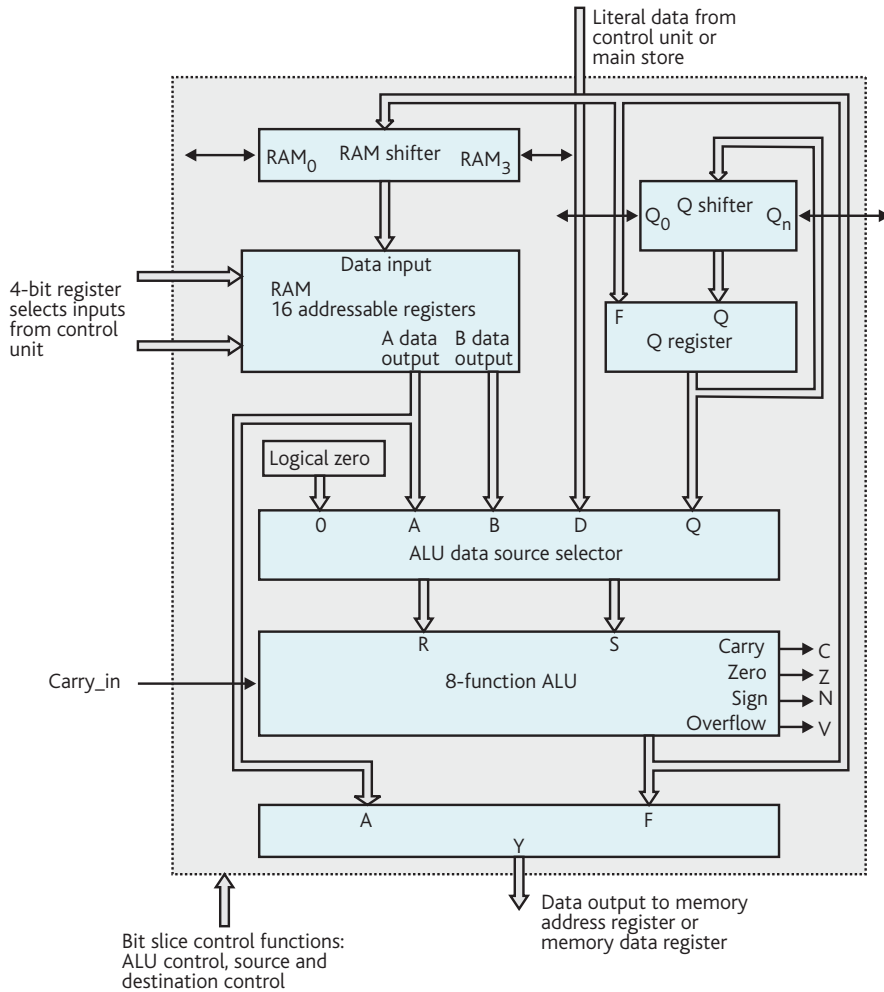 Literal data from
control unit or
main store
RAM0
RAM shifter
RAM3
Q0
Q shifter
Qn
4-bit register
selects inputs
from control
unit
Data input
RAM
16 addressable registers
A data
output
B data
output
F
Q
Q register
Logical zero
0
A
B
D
Q
ALU data source selector
R
S
Carry_in
8-function ALU
Carry
C
Zero
Z
Sign
N
Overflow
V
A
F
Y
Bit slice control functions:
ALU control, source and
destination control
Data output to memory
address register or
memory data register